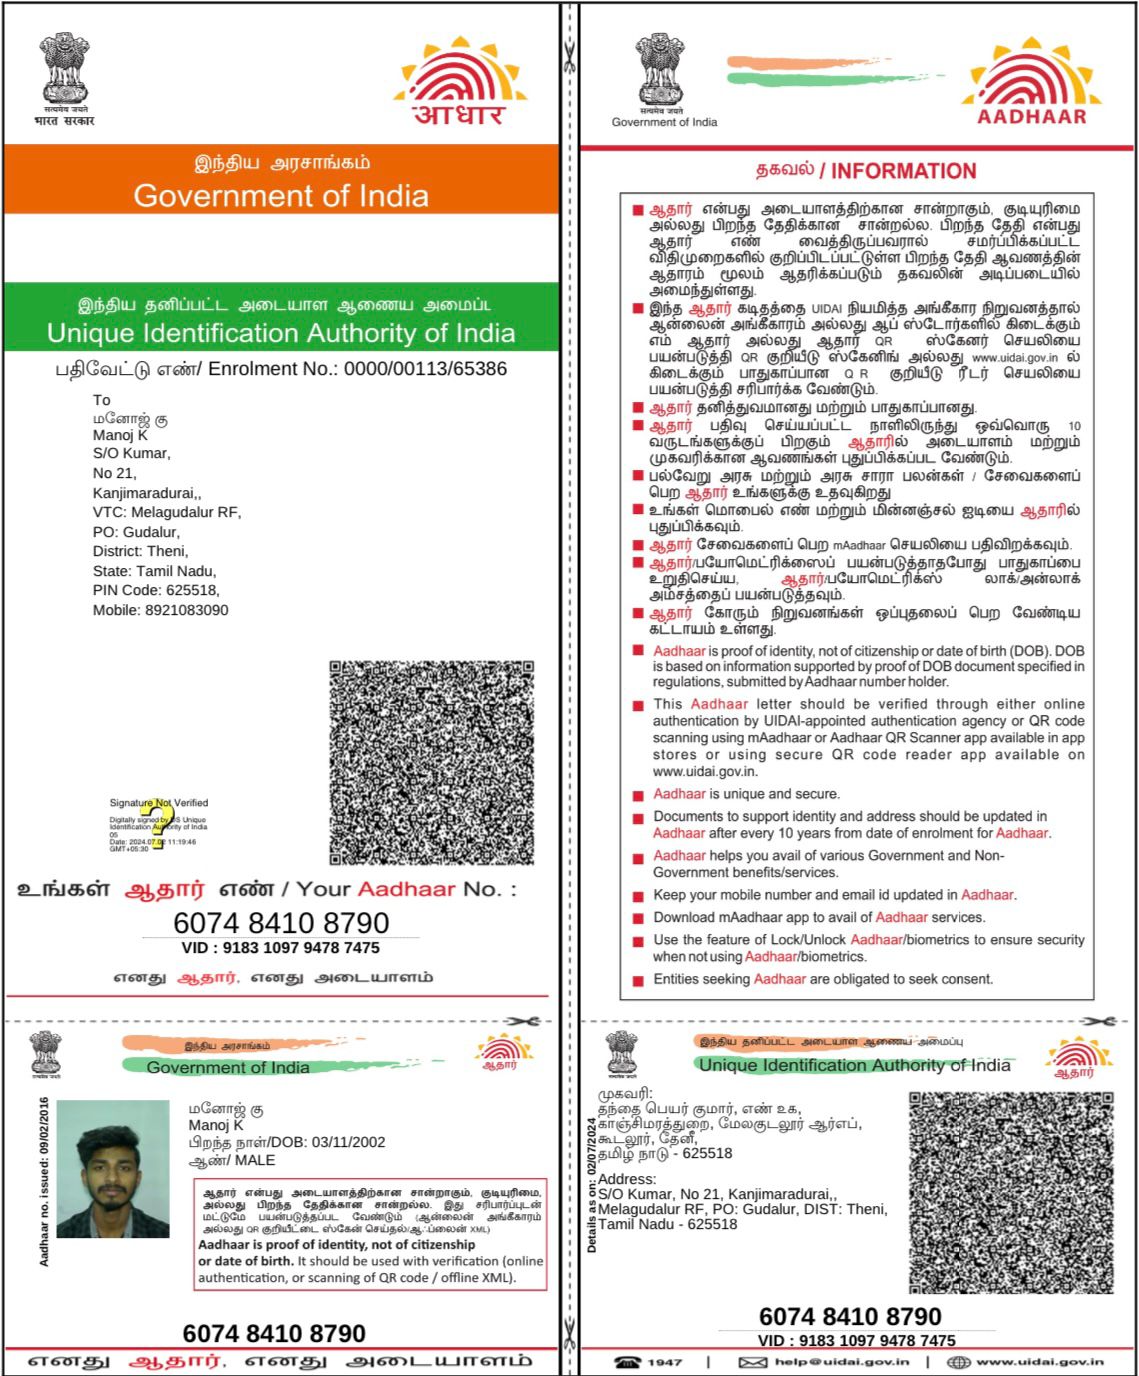 सत्यमेव जयते
भारत सरकार
आधार
இந்திய அரசாங்கம்
Government of India
இந்திய தனிப்பட்ட அடையாள ஆணைய அமைப்ட
Unique Identification Authority of India
பதிவேட்டு எண்/ Enrolment No.: 0000/00113/65386
To
மனோஜ் கு
Manoj K
S/O Kumar,
No 21,
Kanjimaradurai,,
VTC: Melagudalur RF,
PO: Gudalur,
District: Theni,
State: Tamil Nadu,
PIN Code: 625518,
Mobile: 8921083090
Signature Not Verified
Digitally signed by DS Unique
Identification Authority of India
05
Date: 2024.07.02 11:19:46
GMT+05:30
உங்கள் ஆதார் எண் / Your Aadhaar No. :
6074 8410 8790
VID : 9183 1097 9478 7475
எனது ஆதார், எனது அடையாளம்
सत्यमेव जयते
Government of India
AADHAAR
தகவல் / INFORMATION
ஆதார் என்பது அடையாளத்திற்கான சான்றாகும், குடியுரிமை
அல்லது பிறந்த தேதிக்கான சான்றல்ல. பிறந்த தேதி என்பது
ஆதார் எண் வைத்திருப்பவரால் சமர்ப்பிக்கப்பட்ட
விதிமுறைகளில் குறிப்பிடப்பட்டுள்ள பிறந்த தேதி ஆவணத்தின்
ஆதாரம் மூலம் ஆதரிக்கப்படும் தகவலின் அடிப்படையில்
அமைந்துள்ளது.
இந்த ஆதார் கடிதத்தை UIDAI நியமித்த அங்கீகார நிறுவனத்தால்
ஆன்லைன் அங்கீகாரம் அல்லது ஆப் ஸ்டோர்களில் கிடைக்கும்
எம் ஆதார் அல்லது ஆதார் QR ஸ்கேனர் செயலியை
பயன்படுத்தி QR குறியீடு ஸ்கேனிங் அல்லது www.uidai.gov.in ல்
கிடைக்கும் பாதுகாப்பான Q R குறியீடு ரீடர் செயலியை
பயன்படுத்தி சரிபார்க்க வேண்டும்.
ஆதார் தனித்துவமானது மற்றும் பாதுகாப்பானது.
ஆதார் பதிவு செய்யப்பட்ட நாளிலிருந்து ஒவ்வொரு 10
வருடங்களுக்குப் பிறகும் ஆதாரில் அடையாளம் மற்றும்
முகவரிக்கான ஆவணங்கள் புதுப்பிக்கப்பட வேண்டும்.
பல்வேறு அரசு மற்றும் அரசு சாரா பலன்கள் / சேவைகளைப்
பெற ஆதார் உங்களுக்கு உதவுகிறது
உங்கள் மொபைல் எண் மற்றும் மின்னஞ்சல் ஐடியை ஆதாரில்
புதுப்பிக்கவும்.
ஆதார் சேவைகளைப் பெற mAadhaar செயலியை பதிவிறக்கவும்.
ஆதார்/பயோமெட்ரிக்ஸைப் பயன்படுத்தாதபோது பாதுகாப்பை
உறுதிசெய்ய, ஆதார்/பயோமெட்ரிக்ஸ் லாக்/அன்லாக்
அம்சத்தைப் பயன்படுத்தவும்.
ஆதார் கோரும் நிறுவனங்கள் ஒப்புதலைப் பெற வேண்டிய
கட்டாயம் உள்ளது.
Aadhaar is proof of identity, not of citizenship or date of birth (DOB). DOB
is based on information supported by proof of DOB document specified in
regulations, submitted by Aadhaar number holder.
This Aadhaar letter should be verified through either online
authentication by UIDAI-appointed authentication agency or QR code
scanning using mAadhaar or Aadhaar QR Scanner app available in app
stores or using secure QR code reader app available on
www.uidai.gov.in.
Aadhaar is unique and secure.
Documents to support identity and address should be updated in
Aadhaar after every 10 years from date of enrolment for Aadhaar.
Aadhaar helps you avail of various Government and Non-
Government benefits/services.
Keep your mobile number and email id updated in Aadhaar.
Download mAadhaar app to avail of Aadhaar services.
Use the feature of Lock/Unlock Aadhaar/biometrics to ensure security
when not using Aadhaar/biometrics.
Entities seeking Aadhaar are obligated to seek consent.
सत्यमेव जयते
இந்திய அரசாங்கம்
Government of India
ஆதார்
Aadhaar no. issued: 09/02/2016
மனோஜ் கு
Manoj K
பிறந்த நாள்/DOB: 03/11/2002
ஆண்/ MALE
ஆதார் என்பது அடையாளத்திற்கான சான்றாகும், குடியுரிமை,
அல்லது பிறந்த தேதிக்கான சான்றல்ல. இது சரிபார்ப்புடன்
மட்டுமே பயன்படுத்தப்பட வேண்டும் (ஆன்லைன் அங்கீகாரம்
அல்லது QR குறியீட்டை ஸ்கேன் செய்தல்/ஆஃப்லைன் XML)
Aadhaar is proof of identity, not of citizenship
or date of birth. It should be used with verification (online
authentication, or scanning of QR code / offline XML).
6074 8410 8790
எனது ஆதார், எனது அடையாளம்
सत्यमेव जयते
இந்திய தனிப்பட்ட அடையாள ஆணைய அமைப்பு
Unique Identification Authority of India
ஆதார்
Details as on: 02/07/2024
முகவரி:
தந்தை பெயர் குமார், எண் உக,
காஞ்சிமரத்துறை, மேலகுடலூர் ஆர்எப்,
கூடலூர், தேனீ,
தமிழ் நாடு - 625518
Address:
S/O Kumar, No 21, Kanjimaradurai,,
Melagudalur RF, PO: Gudalur, DIST: Theni,
Tamil Nadu - 625518
6074 8410 8790
VID : 9183 1097 9478 7475
1947 | help@uidai.gov.in | www.uidai.gov.in